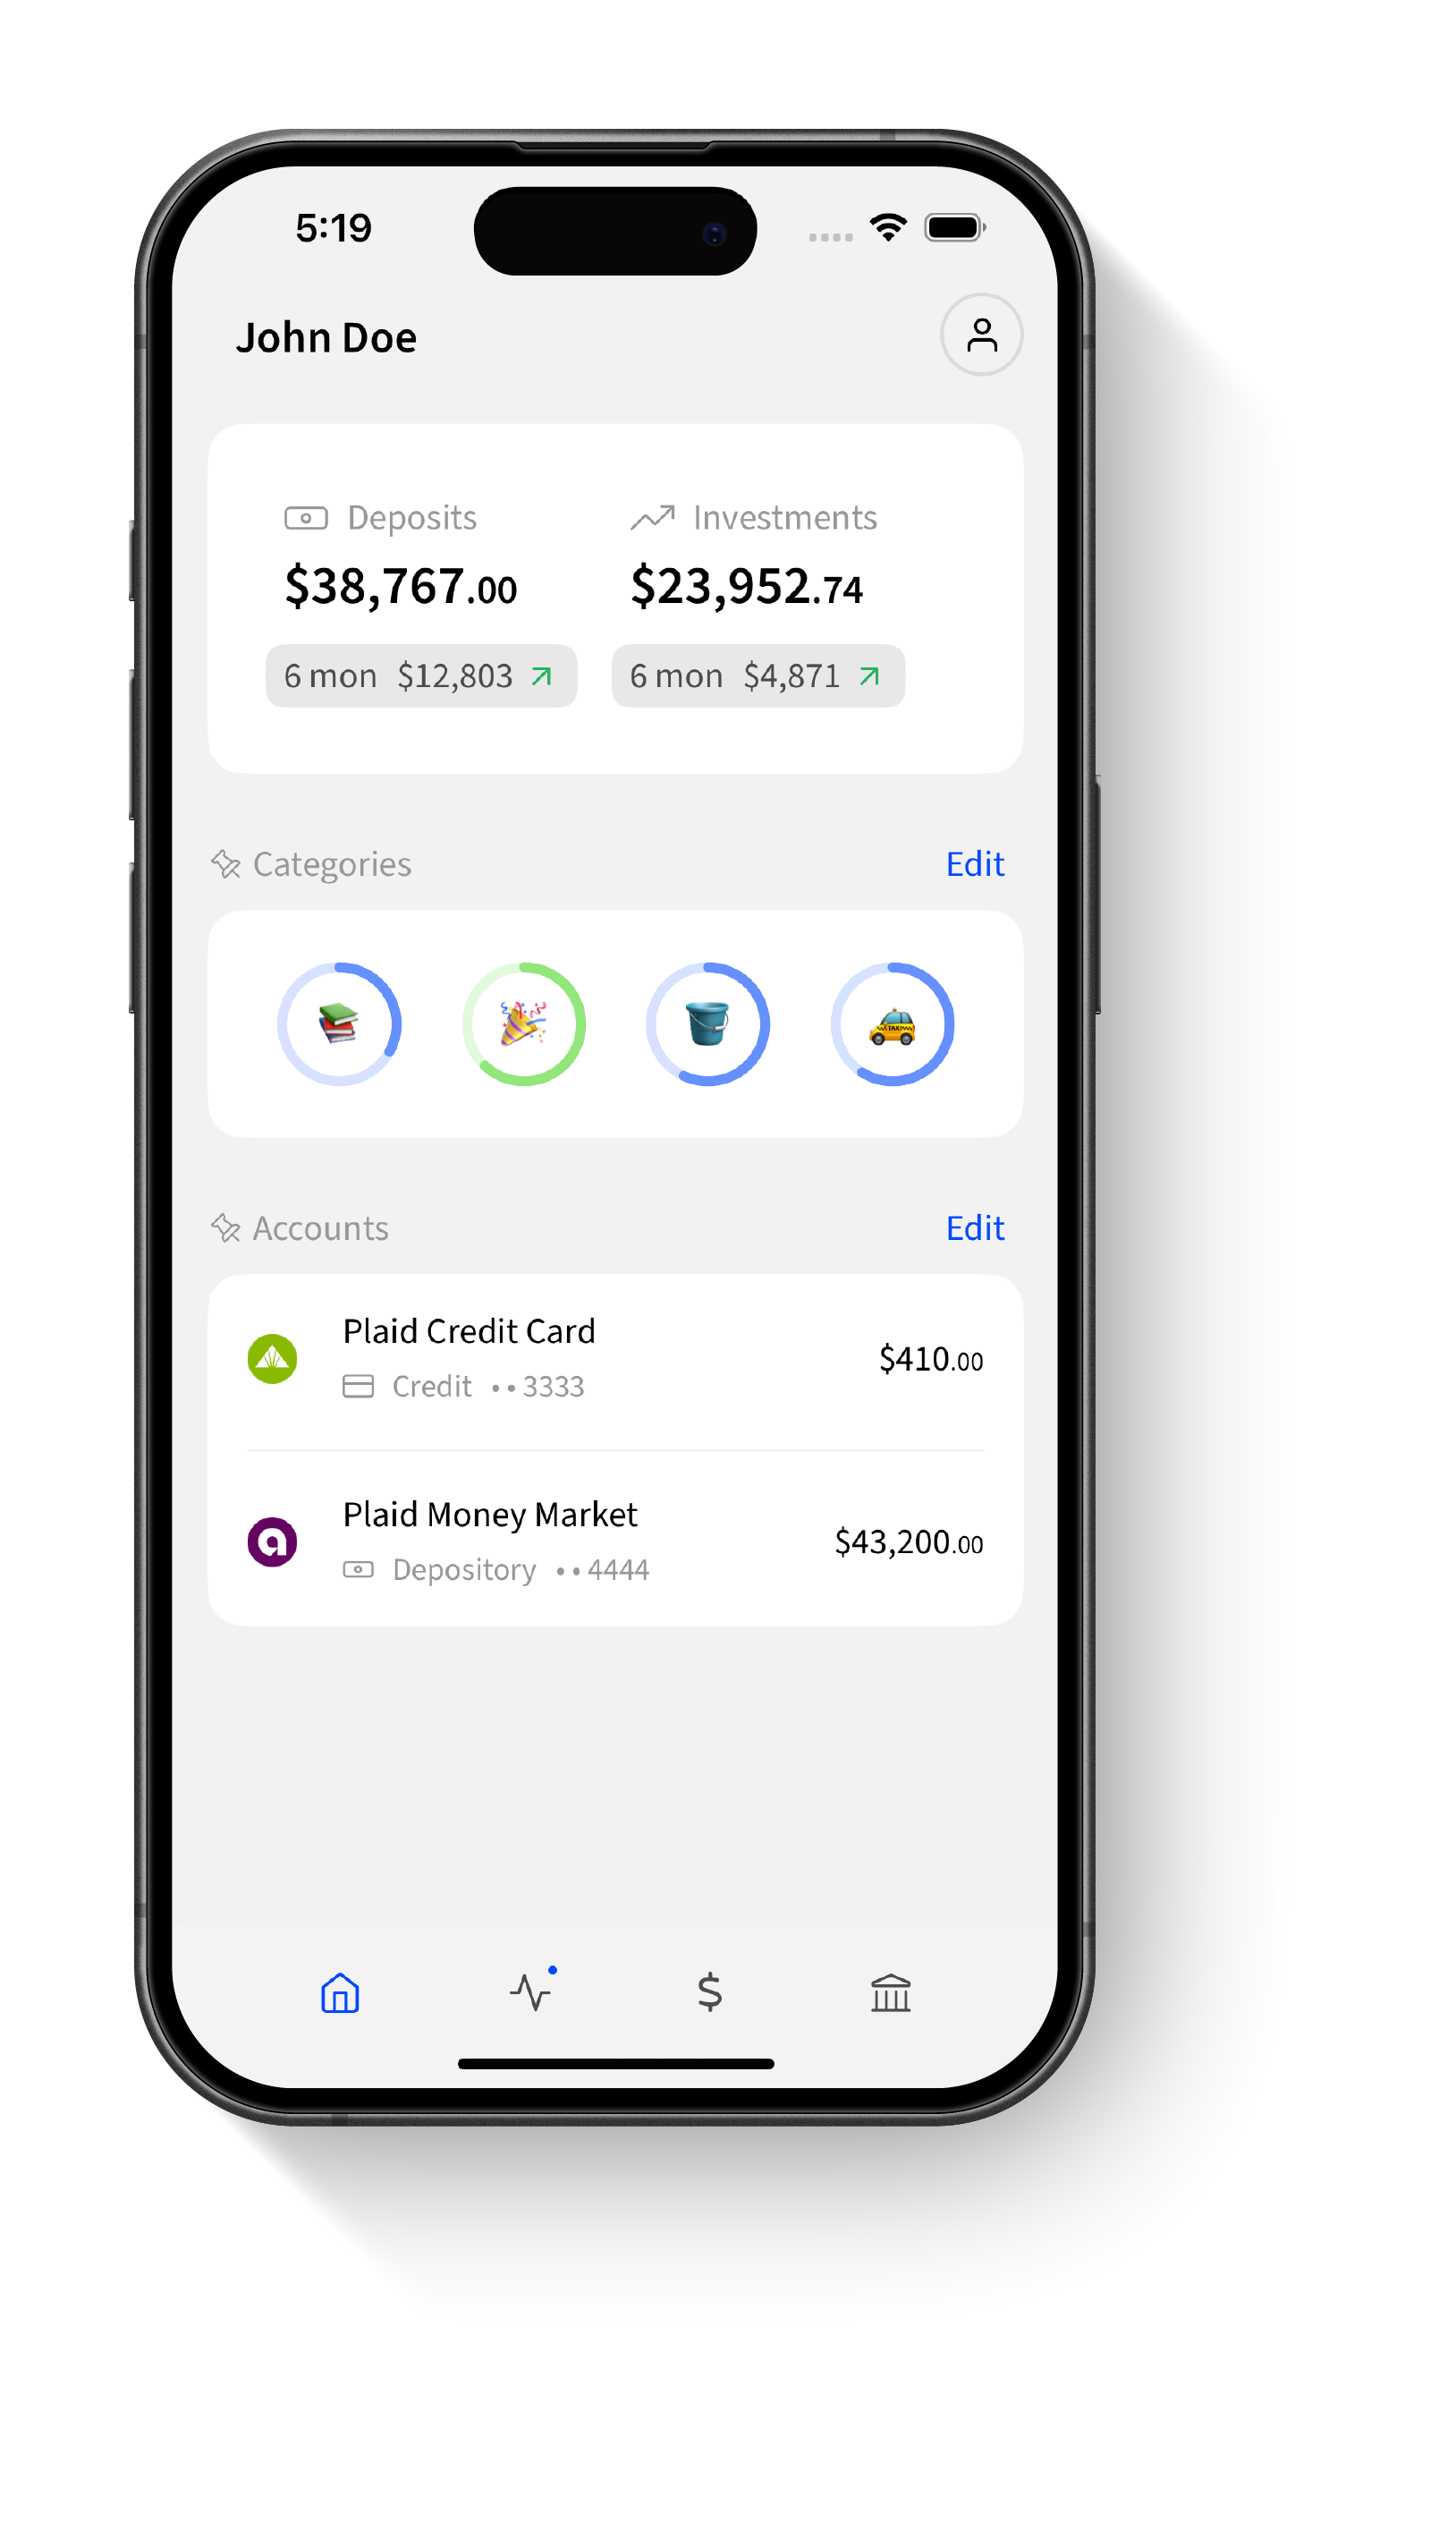 5:19
John Doe
Deposits Investments
$38,767.00 $23,952.74
6 mon $12,803 6 mon $4,871
Categories Edit
TAXI
Accounts Edit
Plaid Credit Card
$410.00
Credit •• 3333
Plaid Money Market
$43,200.00
Depository •• 4444